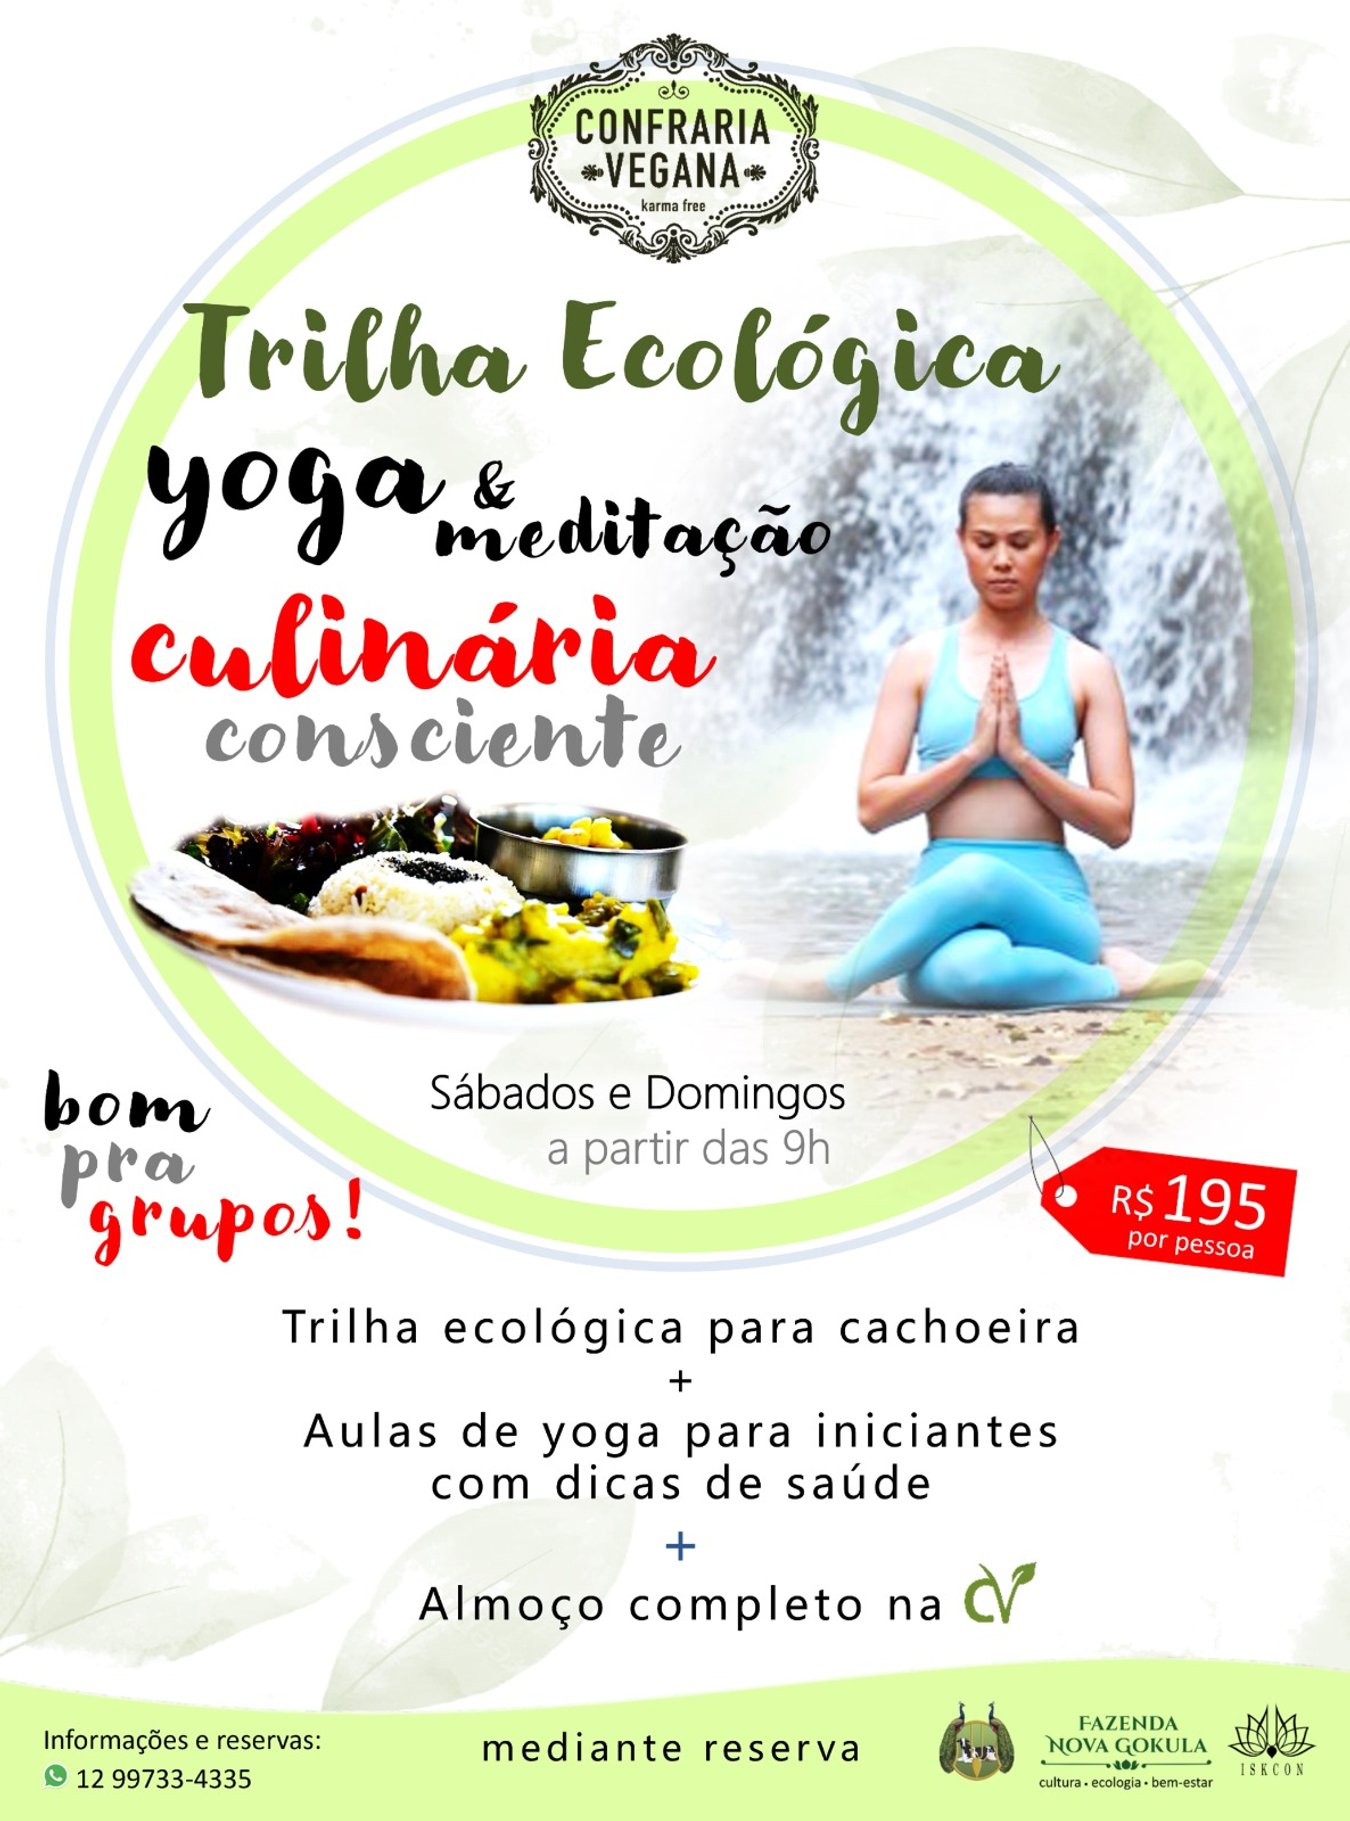 CONFRARIA
VEGANA
karma free
Trilha Ecológica
yoga &
meditação
culinária
consciente
Sábados e Domingos
a partir das 9h
bom
pra
grupos!
R$ 195
por pessoa
Trilha ecológica para cachoeira
+
Aulas de yoga para iniciantes
com dicas de saúde
+
Almoço completo na CV
Informações e reservas:
12 99733-4335
mediante reserva
FAZENDA
NOVA GOKULA
cultura • ecologia • bem-estar
ISKCON